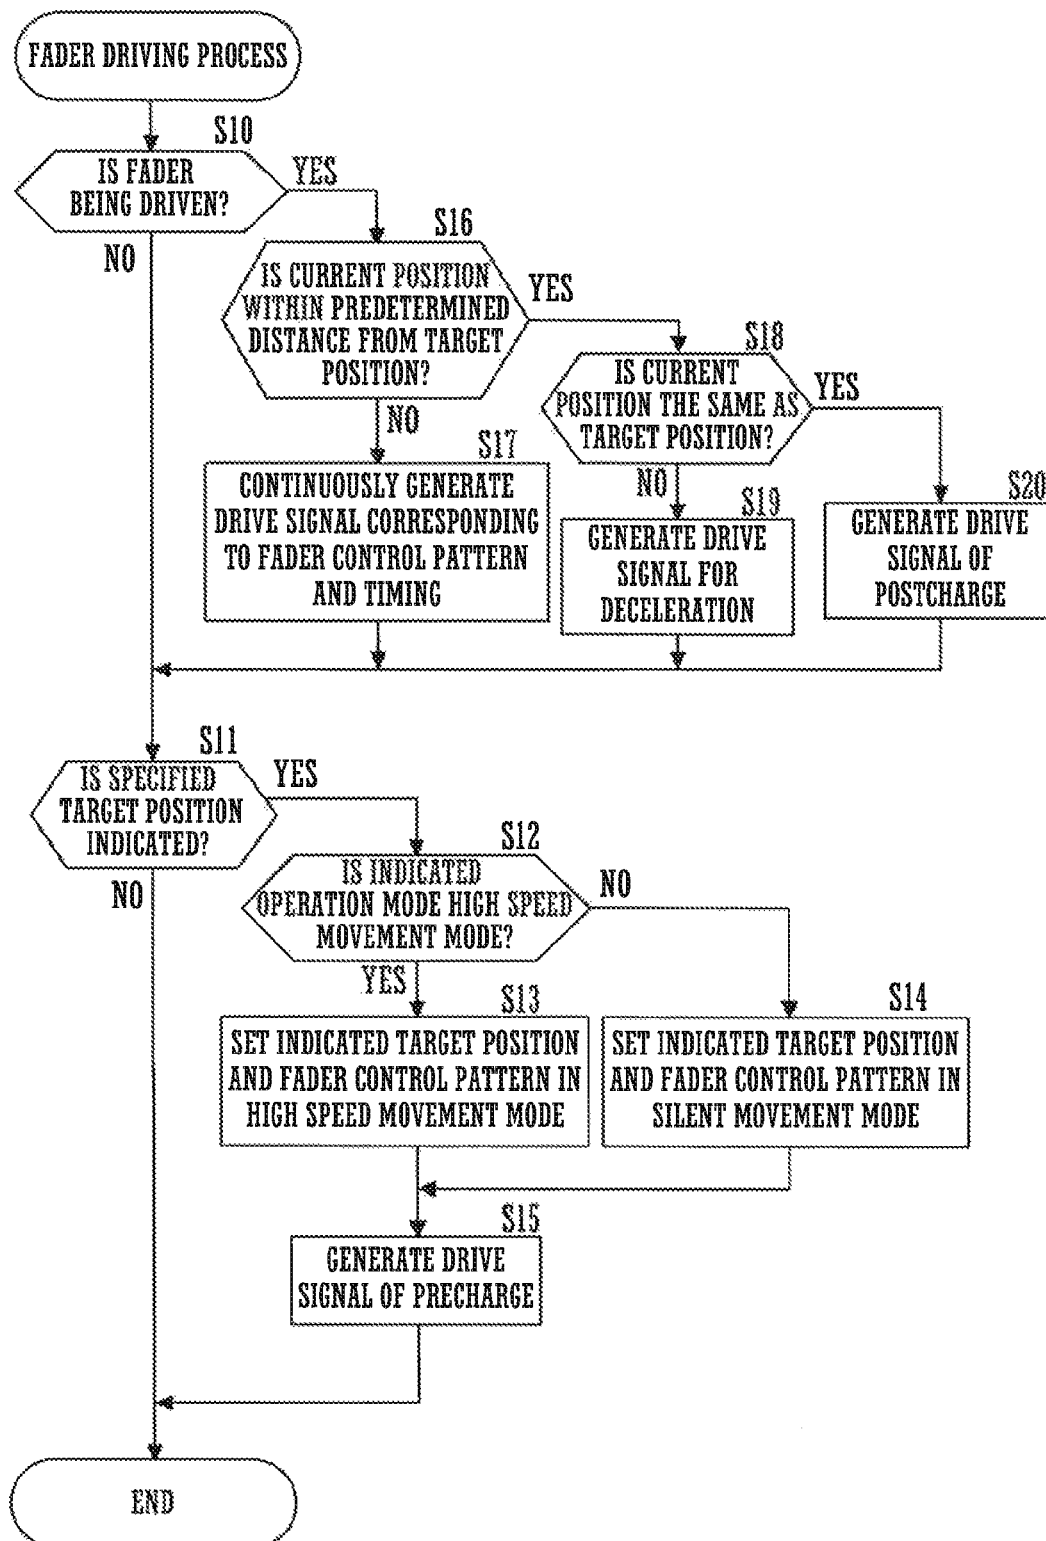 FADER DRIVING PROCESS
S10
IS FADER
BEING DRIVEN?
YES
NO
S16
IS CURRENT POSITION
WITHIN PREDETERMINED
DISTANCE FROM TARGET
POSITION?
YES
NO
S18
IS CURRENT
POSITION THE SAME AS
TARGET POSITION?
YES
NO
S17
CONTINUOUSLY GENERATE
DRIVE SIGNAL CORRESPONDING
TO FADER CONTROL PATTERN
AND TIMING
S19
GENERATE DRIVE
SIGNAL FOR
DECELERATION
S20
GENERATE DRIVE
SIGNAL OF
POSTCHARGE
S11
IS SPECIFIED
TARGET POSITION
INDICATED?
YES
NO
S12
IS INDICATED
OPERATION MODE HIGH SPEED
MOVEMENT MODE?
NO
YES
S13
SET INDICATED TARGET POSITION
AND FADER CONTROL PATTERN IN
HIGH SPEED MOVEMENT MODE
S14
SET INDICATED TARGET POSITION
AND FADER CONTROL PATTERN IN
SILENT MOVEMENT MODE
S15
GENERATE DRIVE
SIGNAL OF PRECHARGE
END